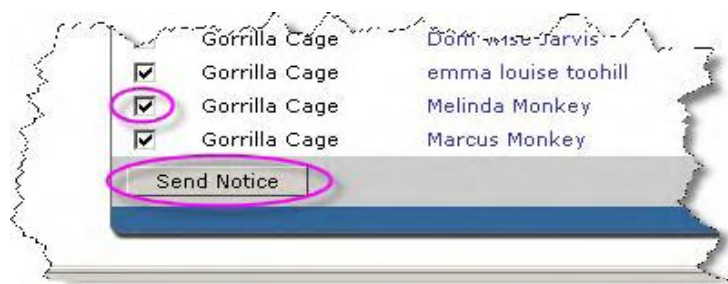 Gorrilla Cage
Gorrilla Cage emma louise toohill
Gorrilla Cage Melinda Monkey
Gorrilla Cage Marcus Monkey
Send Notice